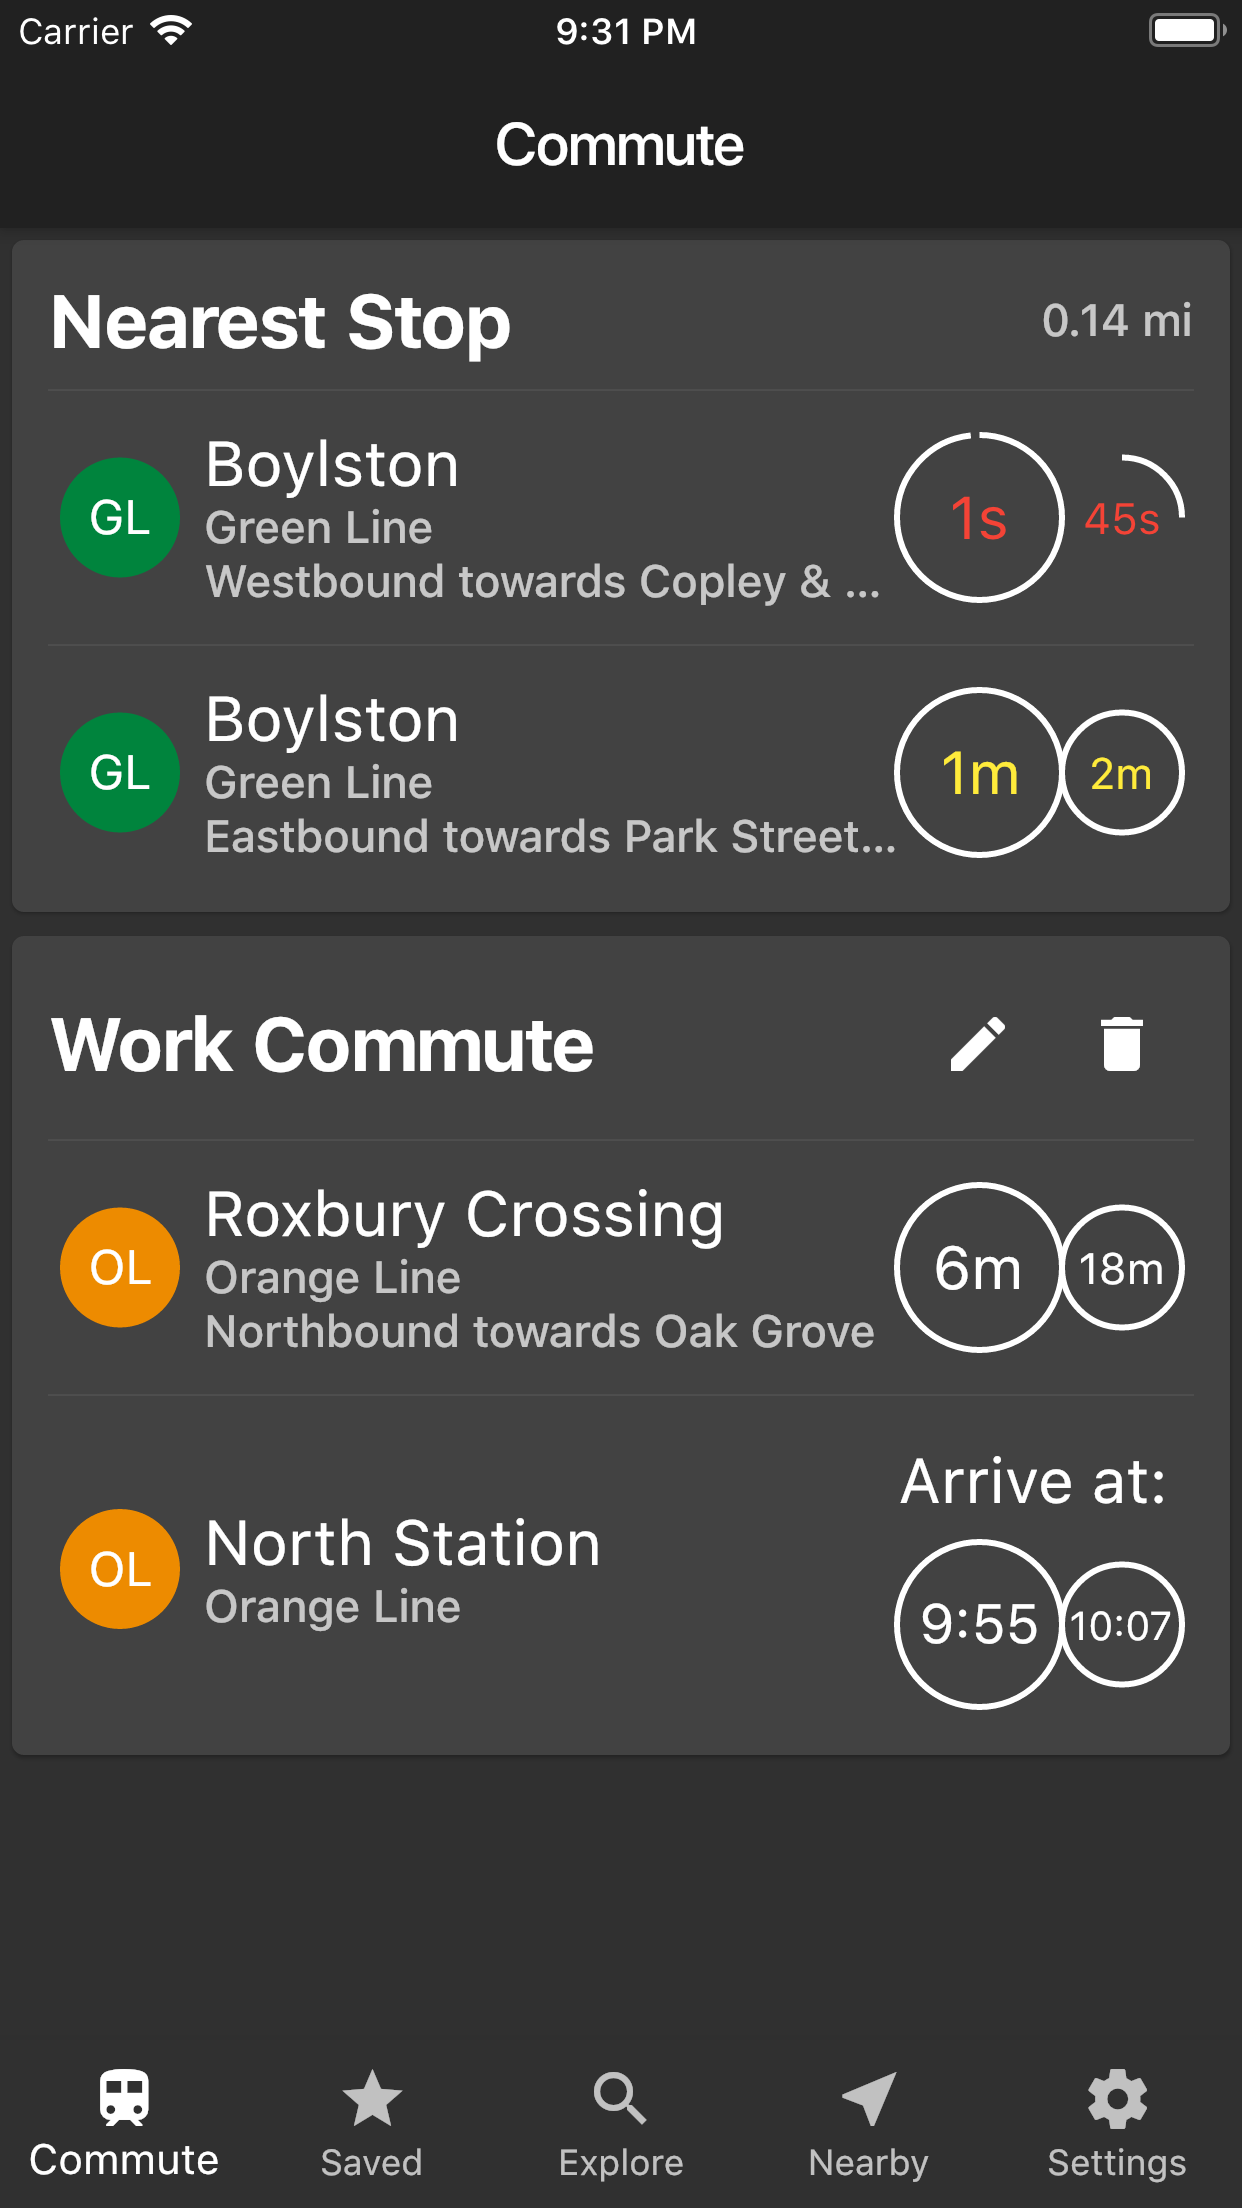 Carrier 9:31 PM
Commute
Nearest Stop 0.14 mi
GL Boylston
Green Line
Westbound towards Copley & ...
1s 45s
GL Boylston
Green Line
Eastbound towards Park Street...
1m 2m
Work Commute
OL Roxbury Crossing
Orange Line
Northbound towards Oak Grove
6m 18m
Arrive at:
OL North Station
Orange Line
9:55 10:07
Commute Saved Explore Nearby Settings